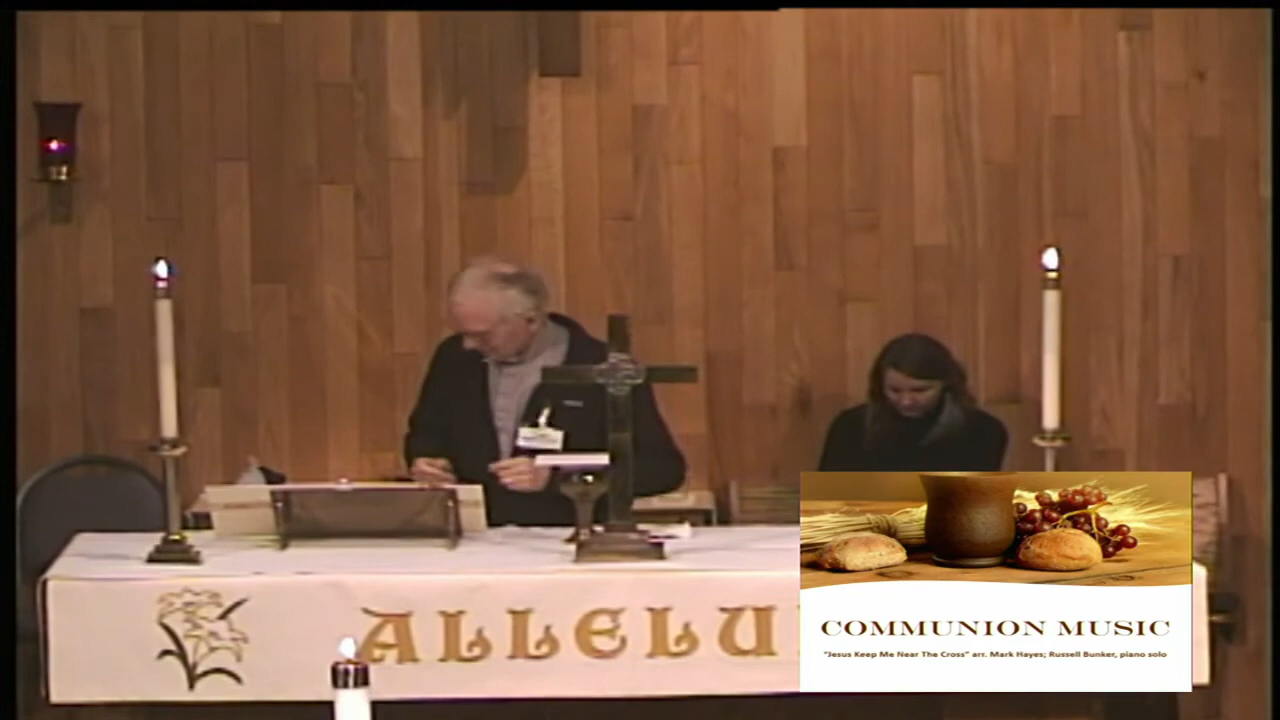 ALLELU
COMMUNION MUSIC
"Jesus Keep Me Near The Cross" arr. Mark Hayes; Russell Bunker, piano solo